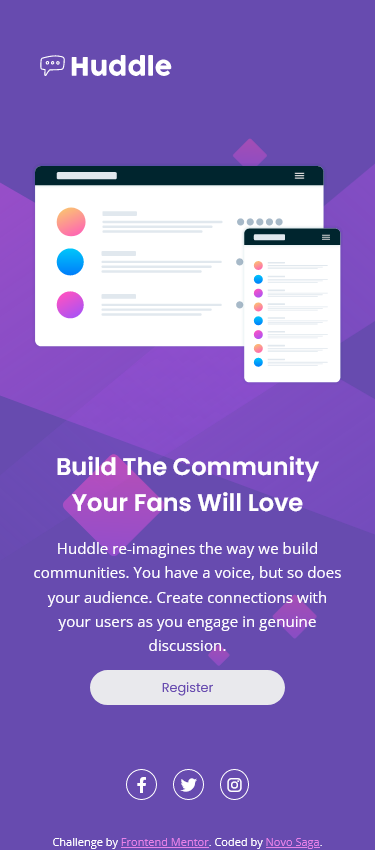 Huddle
Build The Community
Your Fans Will Love
Huddle re-imagines the way we build
communities. You have a voice, but so does
your audience. Create connections with
your users as you engage in genuine
discussion.
Register
Challenge by Frontend Mentor. Coded by Novo Saga.